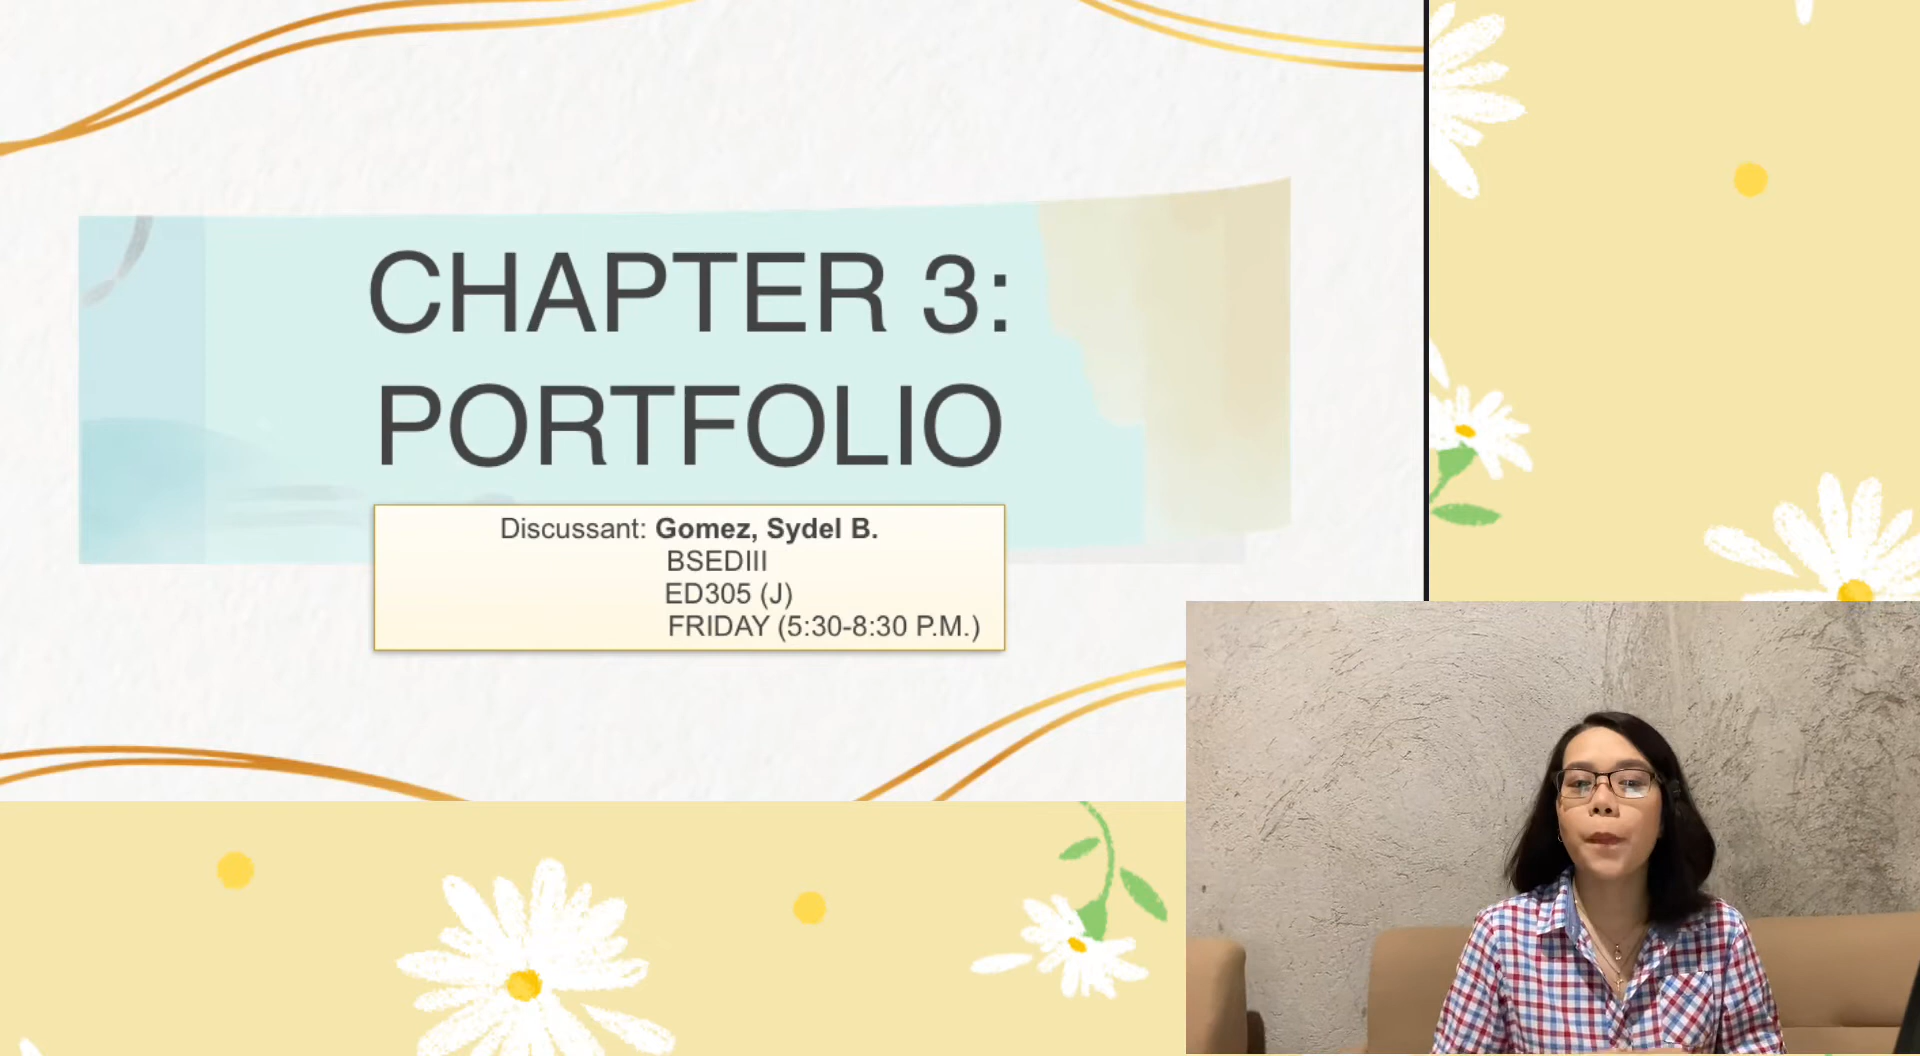 CHAPTER 3:
PORTFOLIO
Discussant: Gomez, Sydel B.
BSEDIII
ED305 (J)
FRIDAY (5:30-8:30 P.M.)